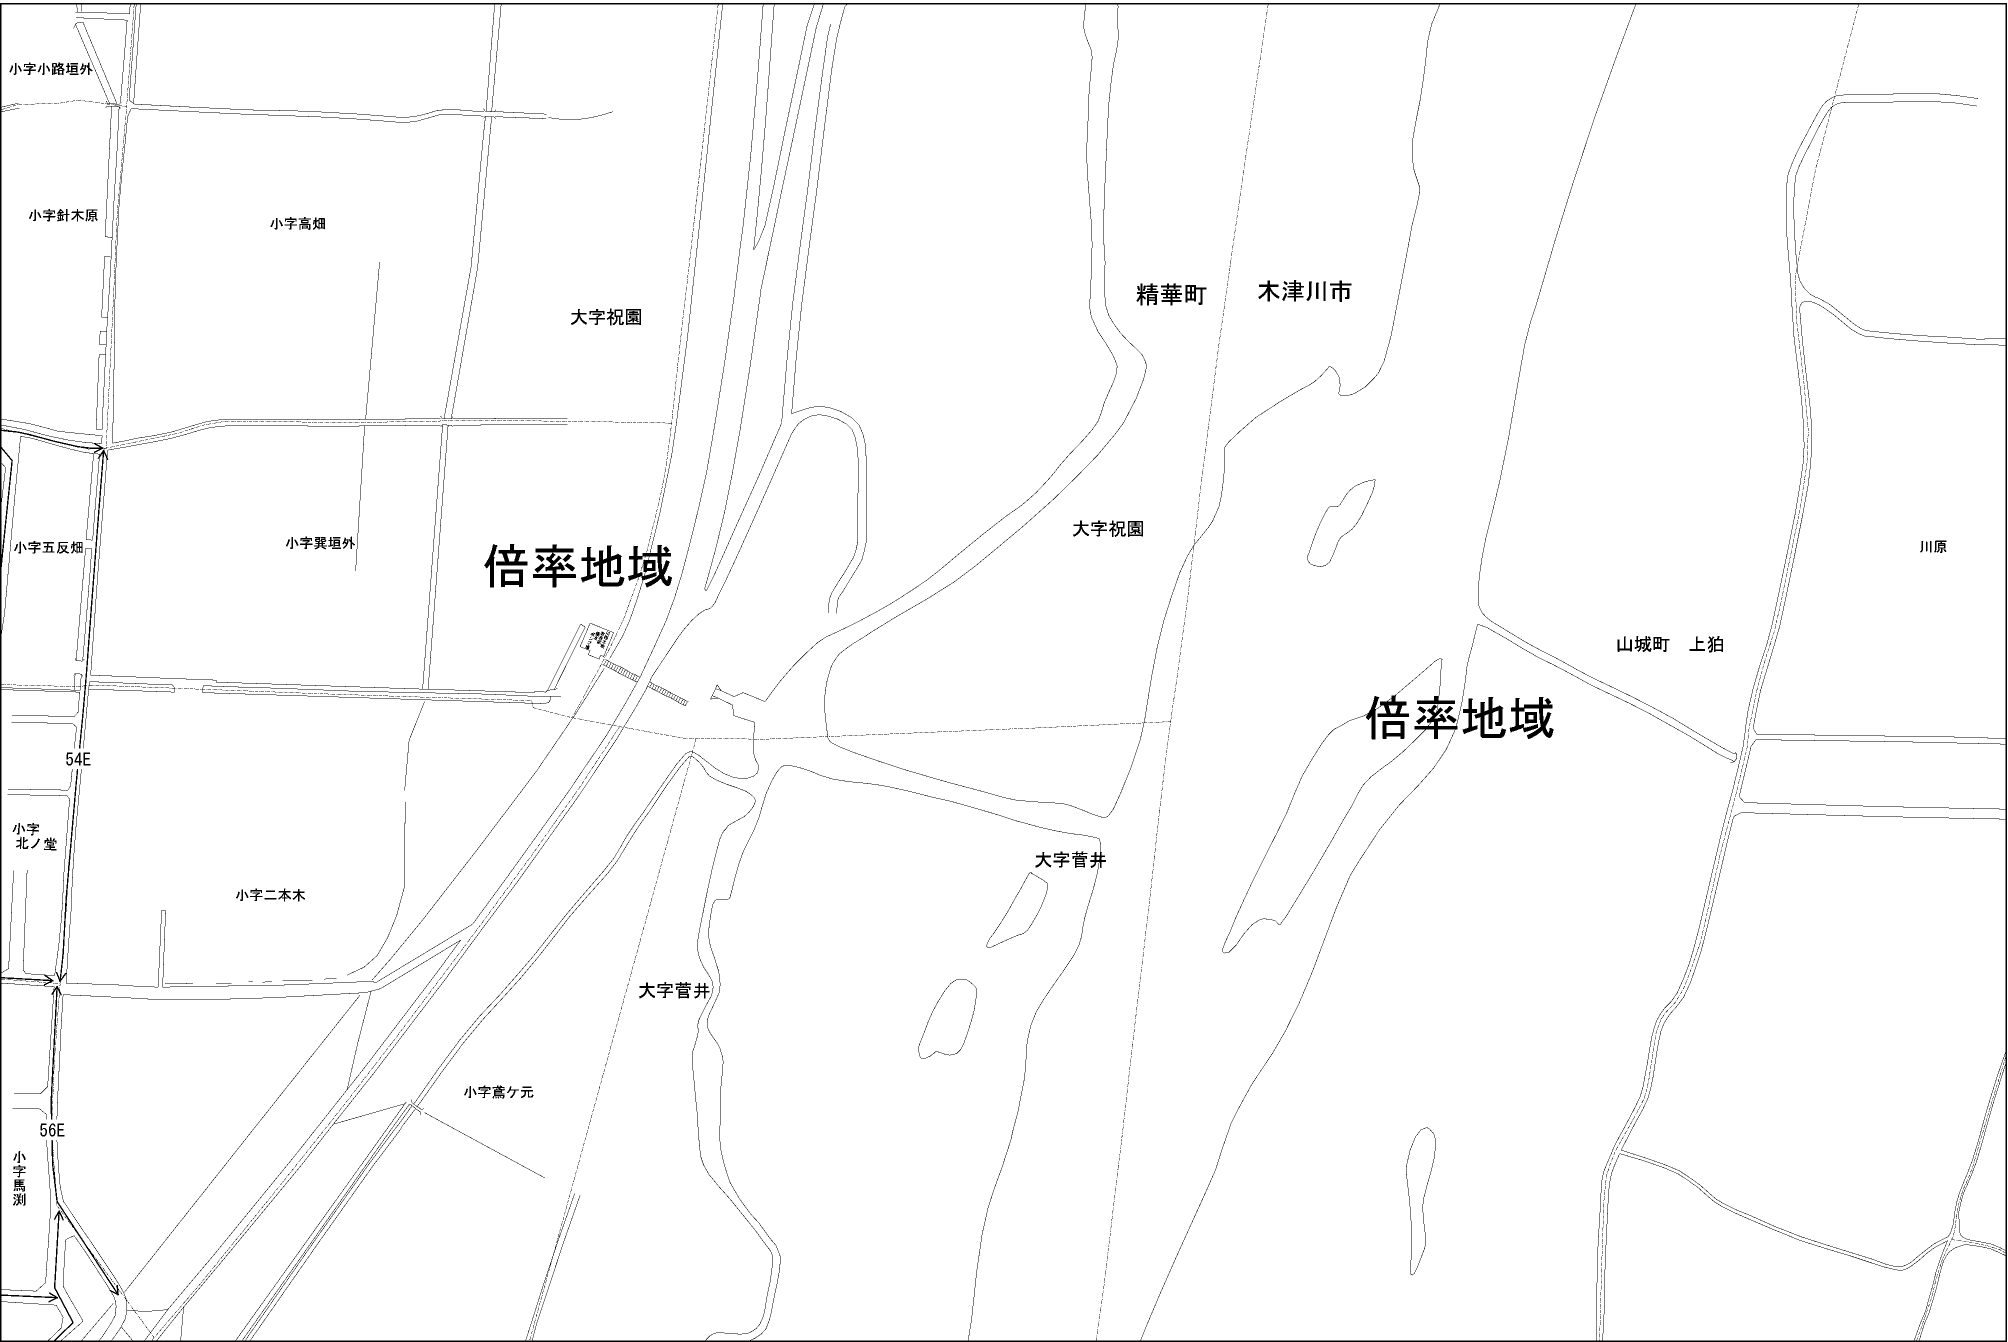 小字小路垣外
小字針木原
小字高畑
大字祝園
精華町
木津川市
大字祝園
小字五反畑
小字巽垣外
倍率地域
川原
山城町　上狛
倍率地域
54E
小字
北ノ堂
大字菅井
小字二本木
大字菅井
小字鳶ケ元
56E
小字馬渕